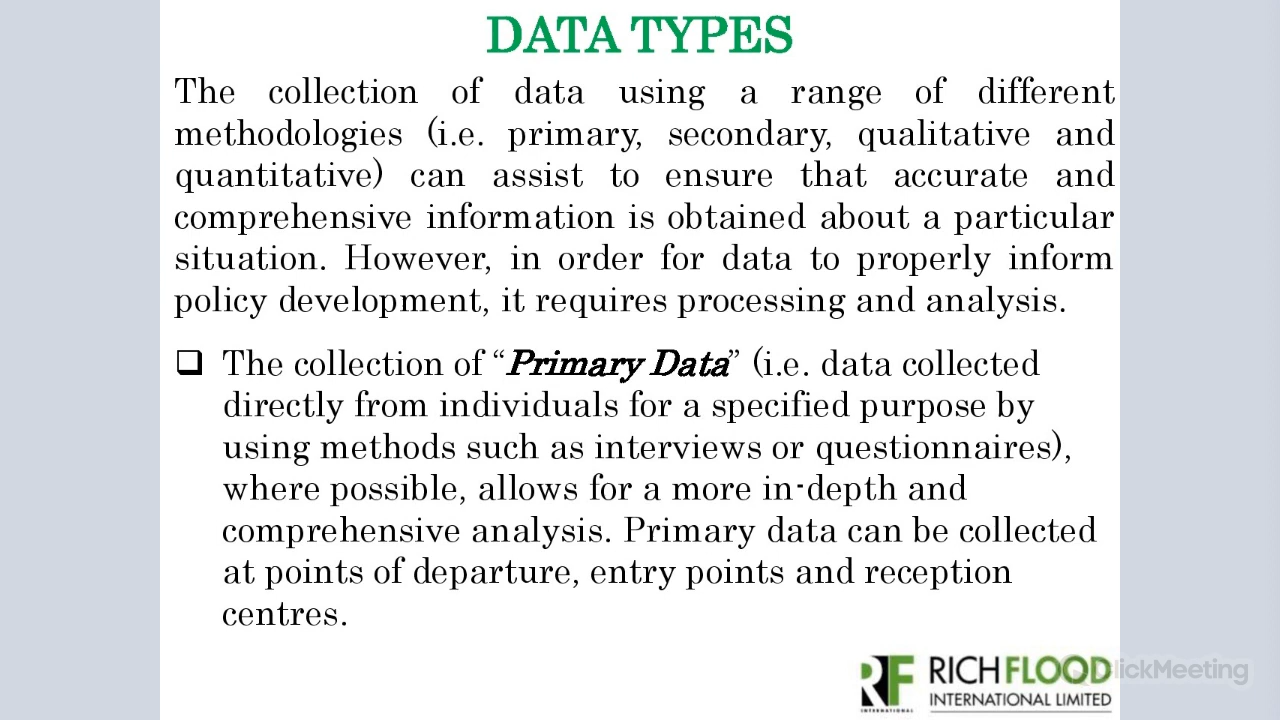 DATA TYPES
The collection of data using a range of different
methodologies (i.e. primary, secondary, qualitative and
quantitative) can assist to ensure that accurate and
comprehensive information is obtained about a particular
situation. However, in order for data to properly inform
policy development, it requires processing and analysis.
❑ The collection of “Primary Data” (i.e. data collected
directly from individuals for a specified purpose by
using methods such as interviews or questionnaires),
where possible, allows for a more in-depth and
comprehensive analysis. Primary data can be collected
at points of departure, entry points and reception
centres.
RF
INTERNATIONAL
RICHFLOOD
INTERNATIONAL LIMITED
ClickMeeting